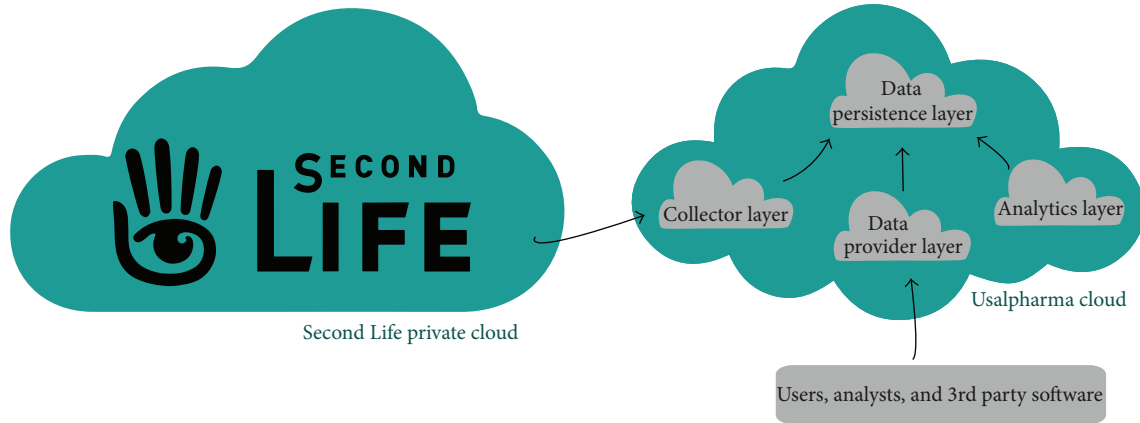 SECOND
LIFE
Second Life private cloud
Data
persistence layer
Collector layer
Data
provider layer
Analytics layer
Usalpharma cloud
Users, analysts, and 3rd party software